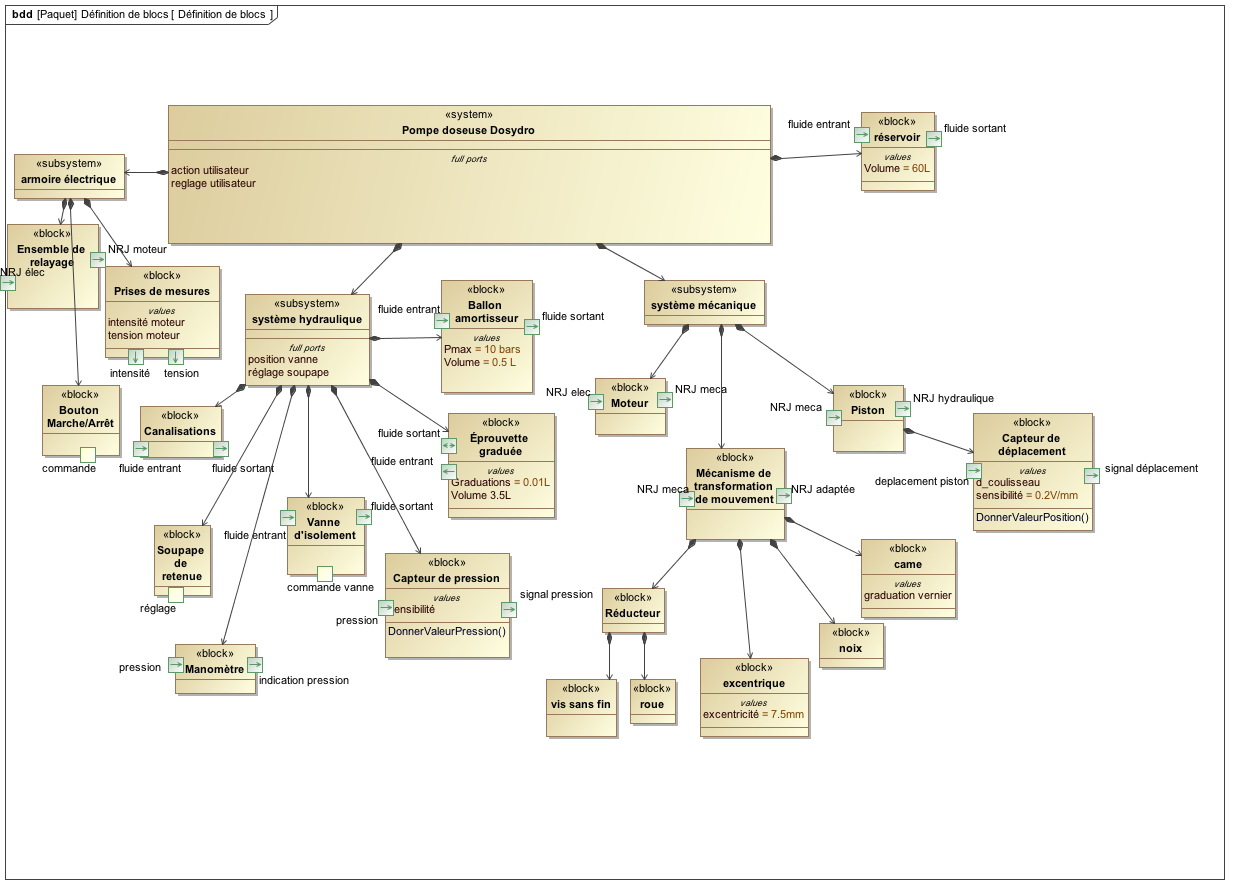 bdd [Paquet] Définition de blocs [ Définition de blocs ]
«system»
Pompe doseuse Dosydro
full ports
action utilisateur
reglage utilisateur
fluide entrant
«block»
réservoir
fluide sortant
values
Volume = 60L
«subsystem»
armoire électrique
«block»
Ensemble de
relayage
NRJ élec
NRJ moteur
«block»
Prises de mesures
values
intensité moteur
tension moteur
intensité
tension
«block»
Bouton
Marche/Arrêt
commande
«subsystem»
système hydraulique
full ports
position vanne
réglage soupape
fluide entrant
«block»
Ballon
amortisseur
fluide sortant
values
Pmax = 10 bars
Volume = 0.5 L
«subsystem»
système mécanique
«block»
Canalisations
fluide entrant
fluide sortant
fluide sortant
fluide entrant
«block»
Éprouvette
graduée
values
Graduations = 0.01L
Volume 3.5L
NRJ elec
«block»
Moteur
NRJ meca
NRJ meca
«block»
Piston
NRJ hydraulique
«block»
Capteur de
déplacement
values
d_coulisseau
sensibilité = 0.2V/mm
DonnerValeurPosition()
deplacement piston
signal déplacement
«block»
Mécanisme de
transformation
de mouvement
NRJ meca
NRJ adaptée
«block»
Soupape
de
retenue
réglage
fluide entrant
«block»
Vanne
d'isolement
fluide sortant
commande vanne
«block»
Capteur de pression
values
ensibilité
DonnerValeurPression()
pression
signal pression
«block»
came
values
graduation vernier
«block»
Réducteur
«block»
noix
pression
«block»
Manomètre
indication pression
«block»
vis sans fin
«block»
roue
«block»
excentrique
values
excentricité = 7.5mm